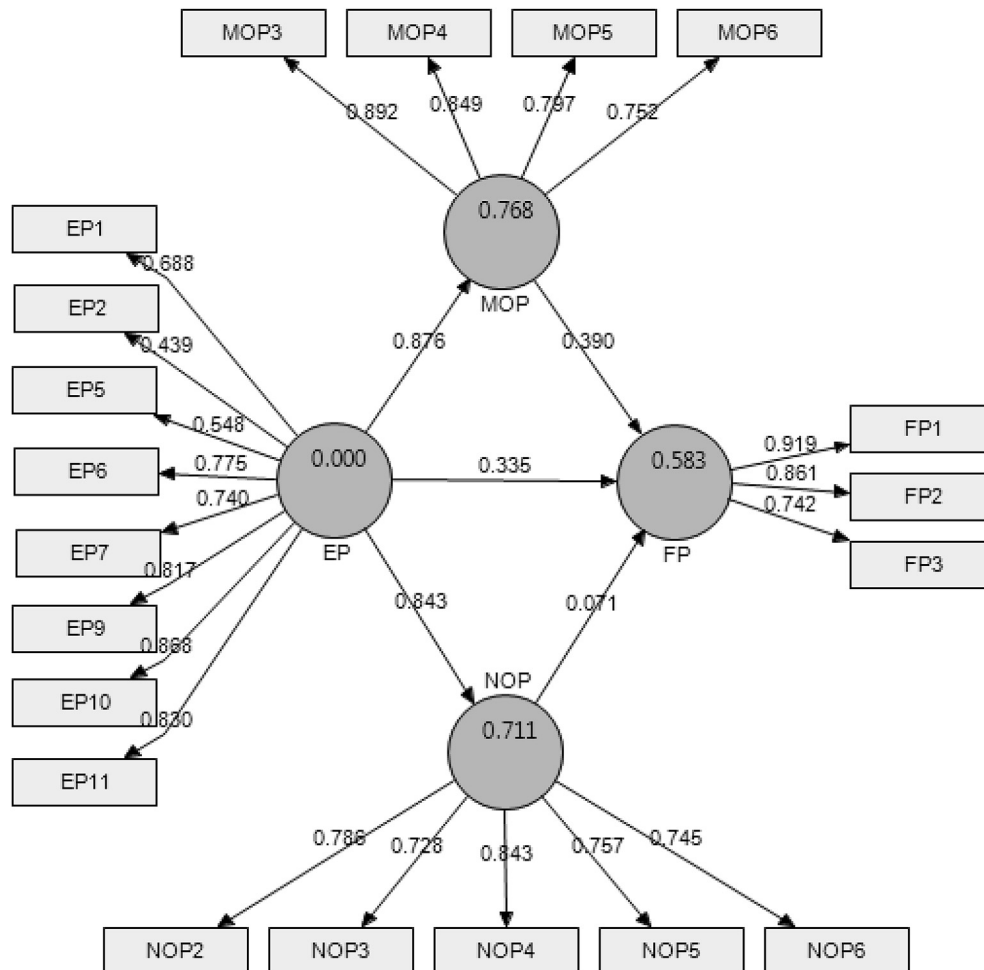 MOP3 MOP4 MOP5 MOP6
0.892 0.849 0.797 0.752
0.768
MOP
EP1
0.688
EP2
0.439
EP5
0.548
EP6
0.775
EP7
0.740
EP9
0.817
EP10
0.868
EP11
0.830
0.000
EP
0.876
0.390
0.335
0.843
0.071
0.583
FP
0.919
FP1
0.861
FP2
0.742
FP3
NOP
0.711
0.786 0.728 0.843 0.757 0.745
NOP2 NOP3 NOP4 NOP5 NOP6